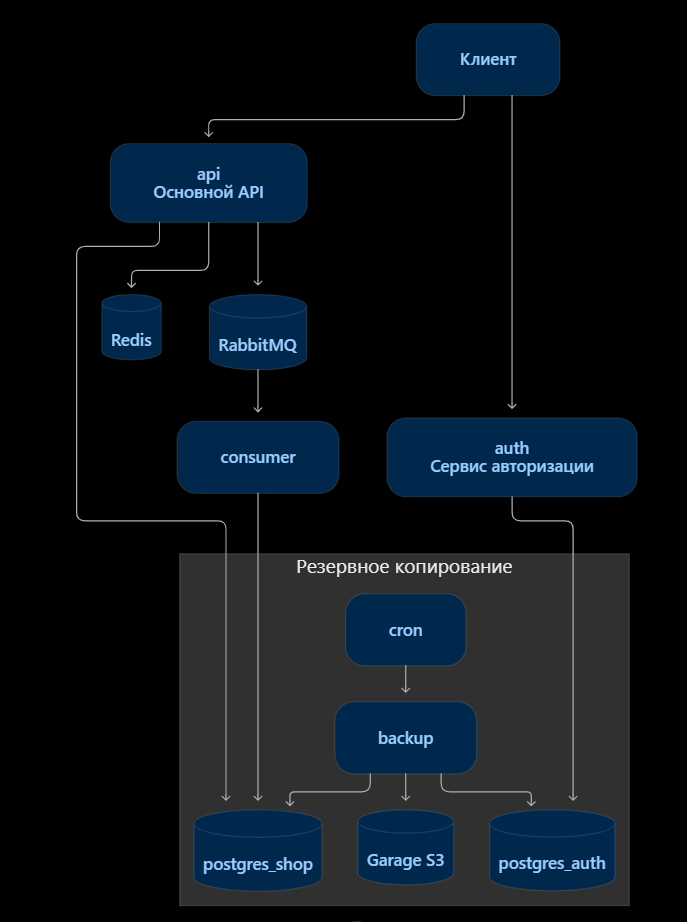 Клиент
api
Основной API
Redis
RabbitMQ
consumer
auth
Сервис авторизации
Резервное копирование
cron
backup
postgres_shop
Garage S3
postgres_auth